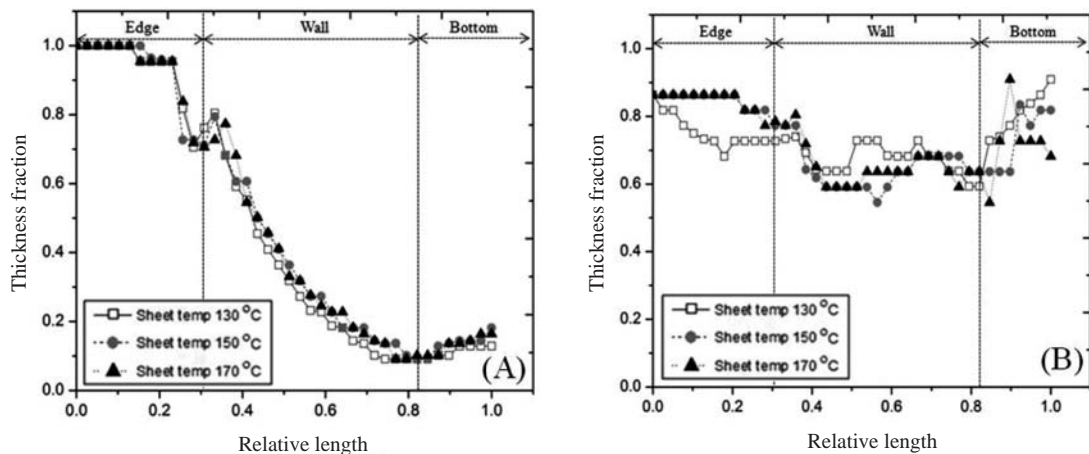 Edge Wall Bottom
1.0
0.8
0.6
0.4
0.2
0.0
Thickness fraction
Sheet temp 130 °C
Sheet temp 150 °C
Sheet temp 170 °C
(A)
0.0 0.2 0.4 0.6 0.8 1.0
Relative length
Edge Wall Bottom
1.0
0.8
0.6
0.4
0.2
0.0
Thickness fraction
Sheet temp 130 °C
Sheet temp 150 °C
Sheet temp 170 °C
(B)
0.0 0.2 0.4 0.6 0.8 1.0
Relative length